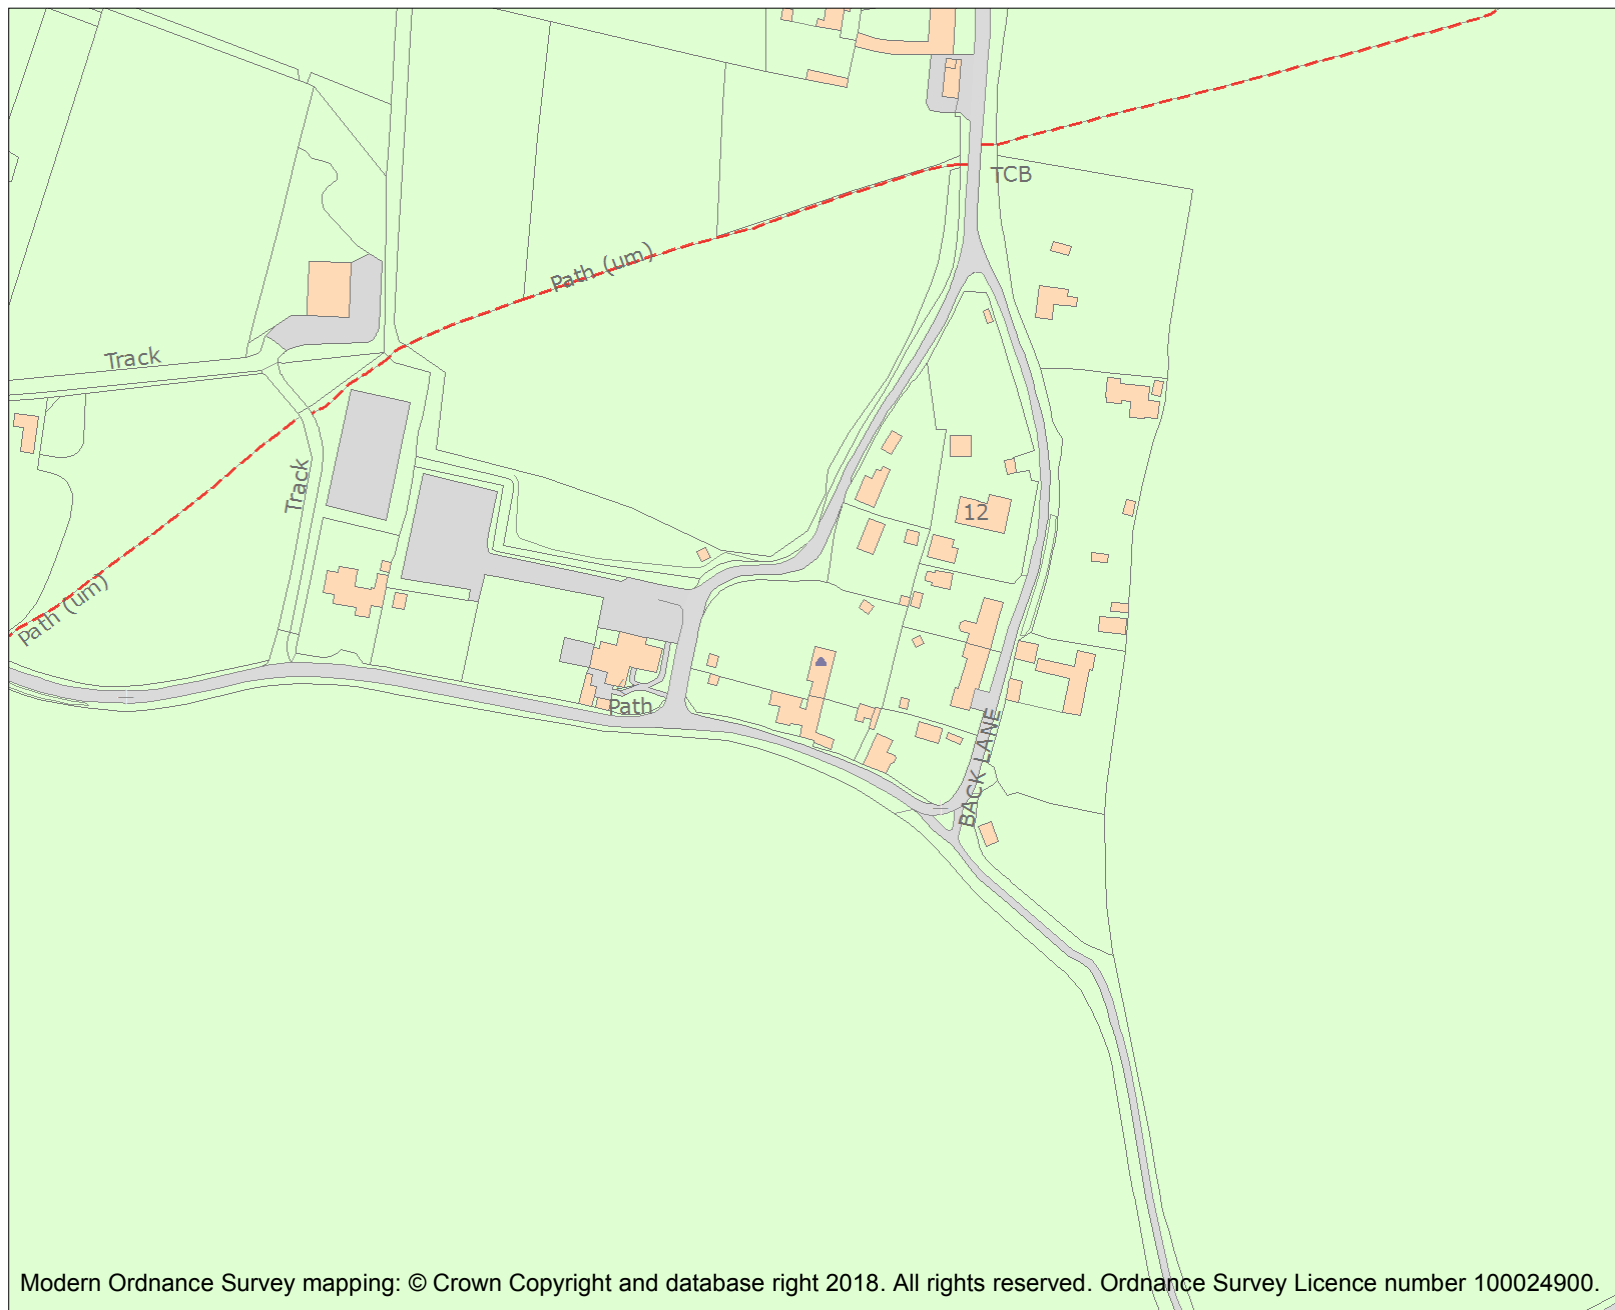 TCB
Path (um)
Track
Track
12
Path (um)
Path
BACK LANE
Modern Ordnance Survey mapping: © Crown Copyright and database right 2018. All rights reserved. Ordnance Survey Licence number 100024900.